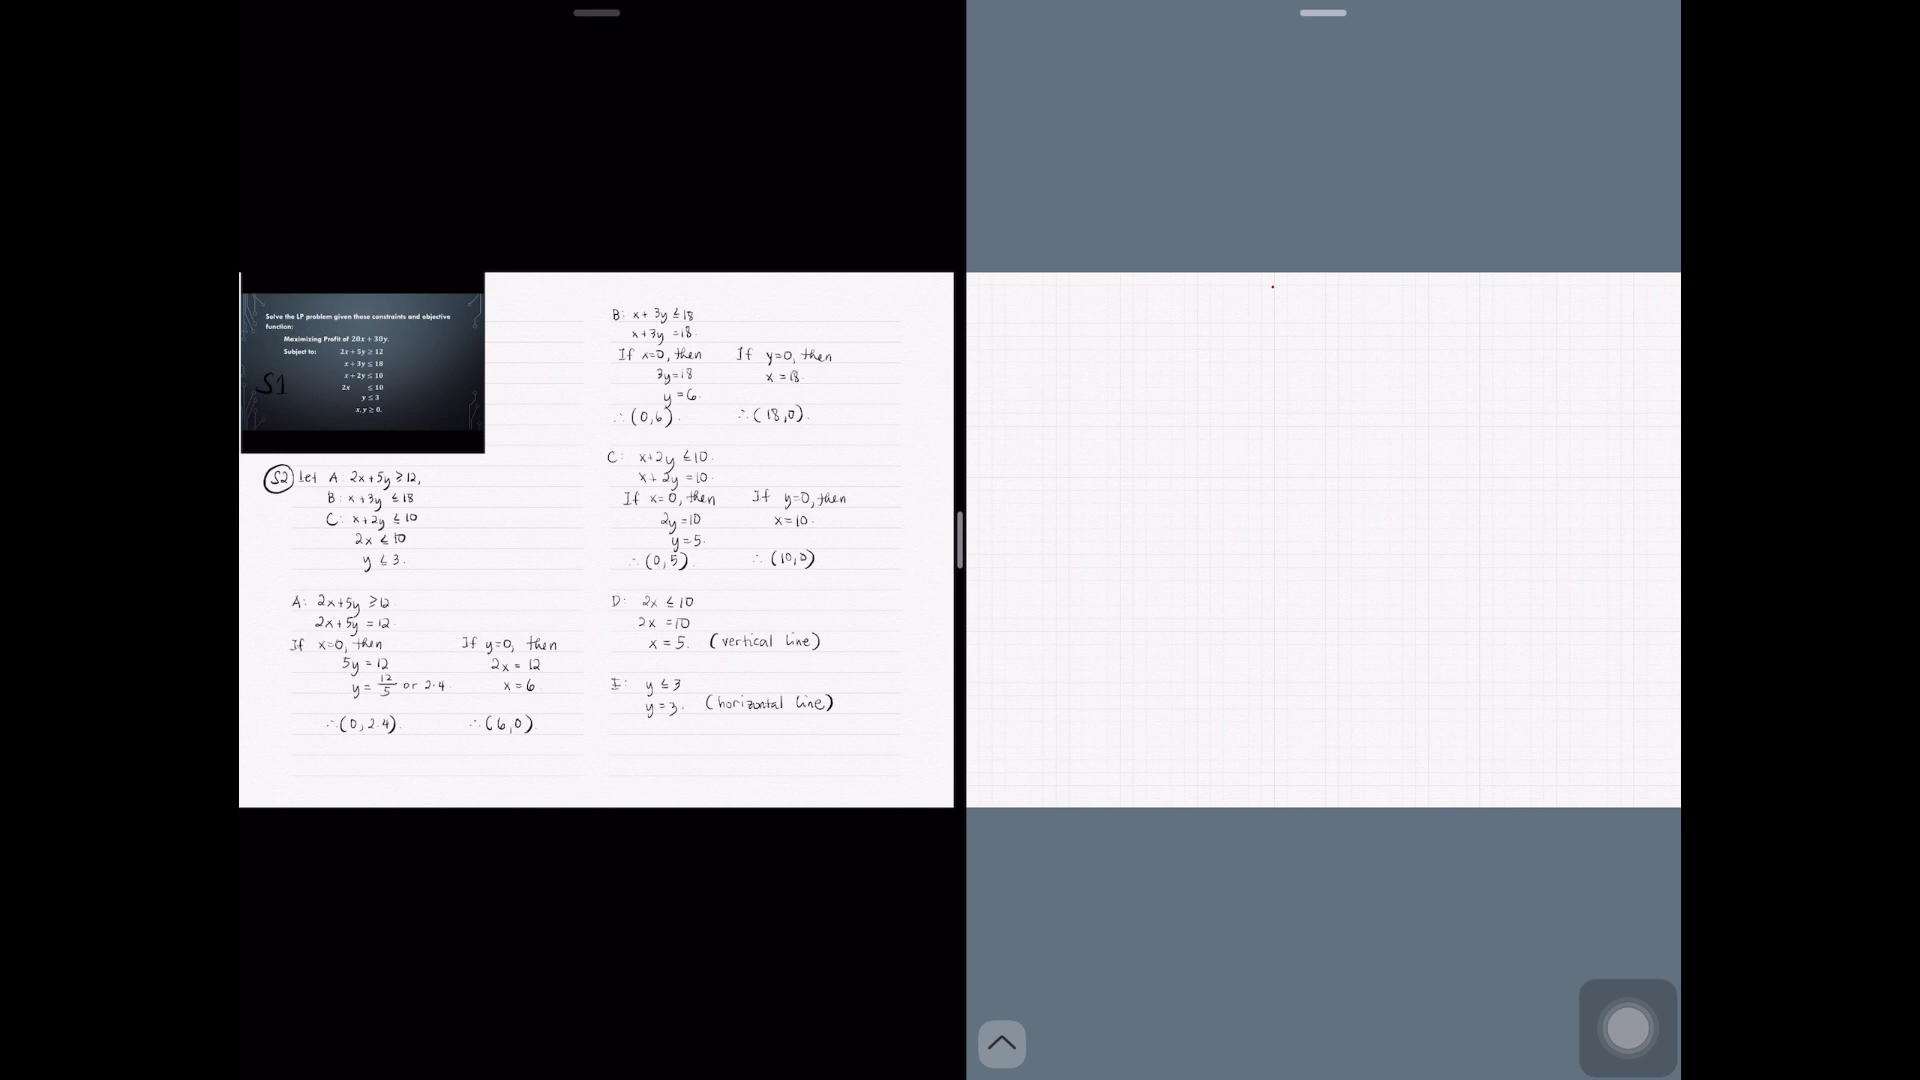 Solve the LP problem given these constraints and objective
function:
Maximizing Profit of 20x + 30y.
Subject to: 2x + 5y ≥ 12
x + 3y ≤ 18
x + 2y ≤ 10
2x ≤ 10
y ≤ 3
x, y ≥ 0.
S1
S2 Let A: 2x+5y ≥ 12,
B: x+3y ≤ 18
C: x+2y ≤ 10
2x ≤ 10
y ≤ 3.
A: 2x+5y ≥ 12
2x+5y = 12
If x=0, then
5y = 12
y = 12/5 or 2.4
∴ (0, 2.4).
If y=0, then
2x = 12
x = 6
∴ (6,0)
B: x+ 3y ≤ 18
x+3y = 18.
If x=0, then
3y=18
y = 6.
∴ (0,6).
If y=0, then
x = 18.
∴ (18,0).
C: x+2y ≤ 10.
x+2y = 10.
If x=0, then
2y = 10
y = 5.
∴ (0,5)
If y=0, then
x=10.
∴ (10,0)
D: 2x ≤ 10
2x = 10
x = 5. (vertical line)
I: y ≤ 3
y = 3. (horizontal line)